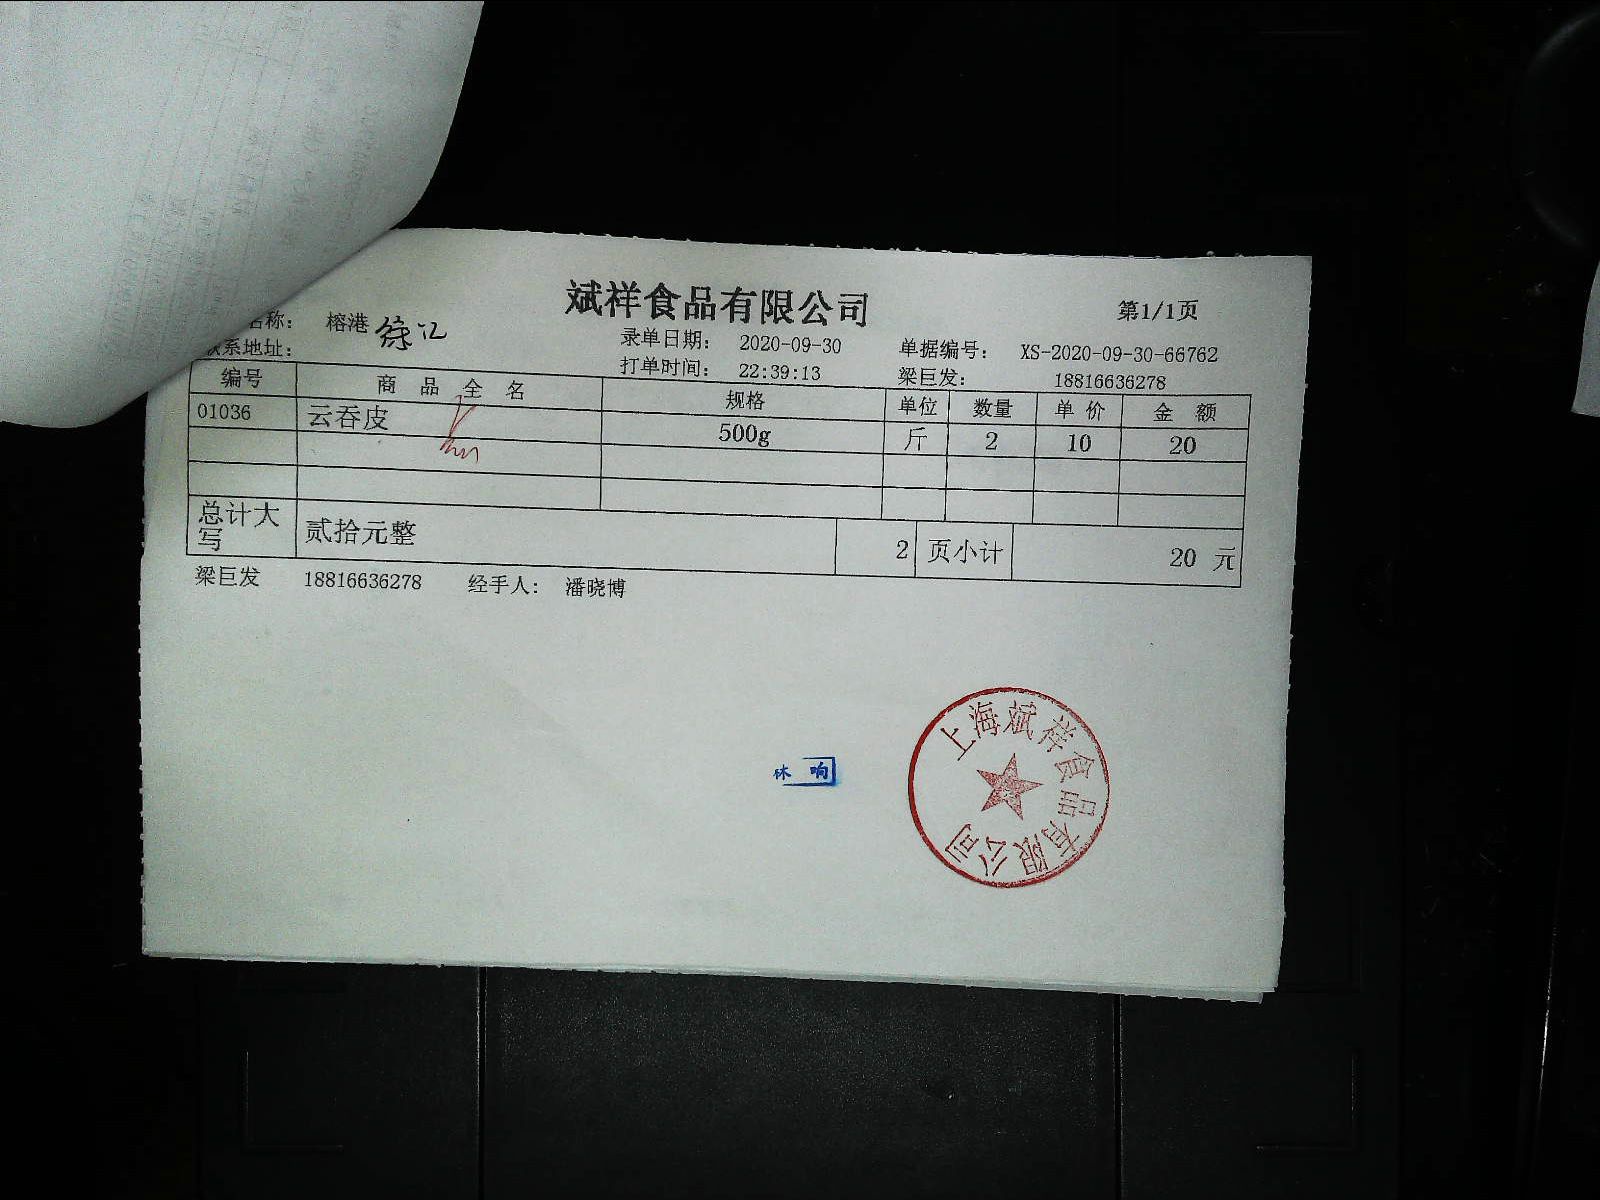 斌祥食品有限公司
第1/1页
名称： 榕港 徐汇 录单日期： 2020-09-30 单据编号： XS-2020-09-30-66762
联系地址： 打单时间： 22:39:13 梁巨发： 18816636278
编号 商品全名 规格 单位 数量 单价 金额
01036 云吞皮 500g 斤 2 10 20
总计大写 贰拾元整 2 页小计 20 元
梁巨发 18816636278 经手人： 潘晓博
上海斌祥食品有限公司